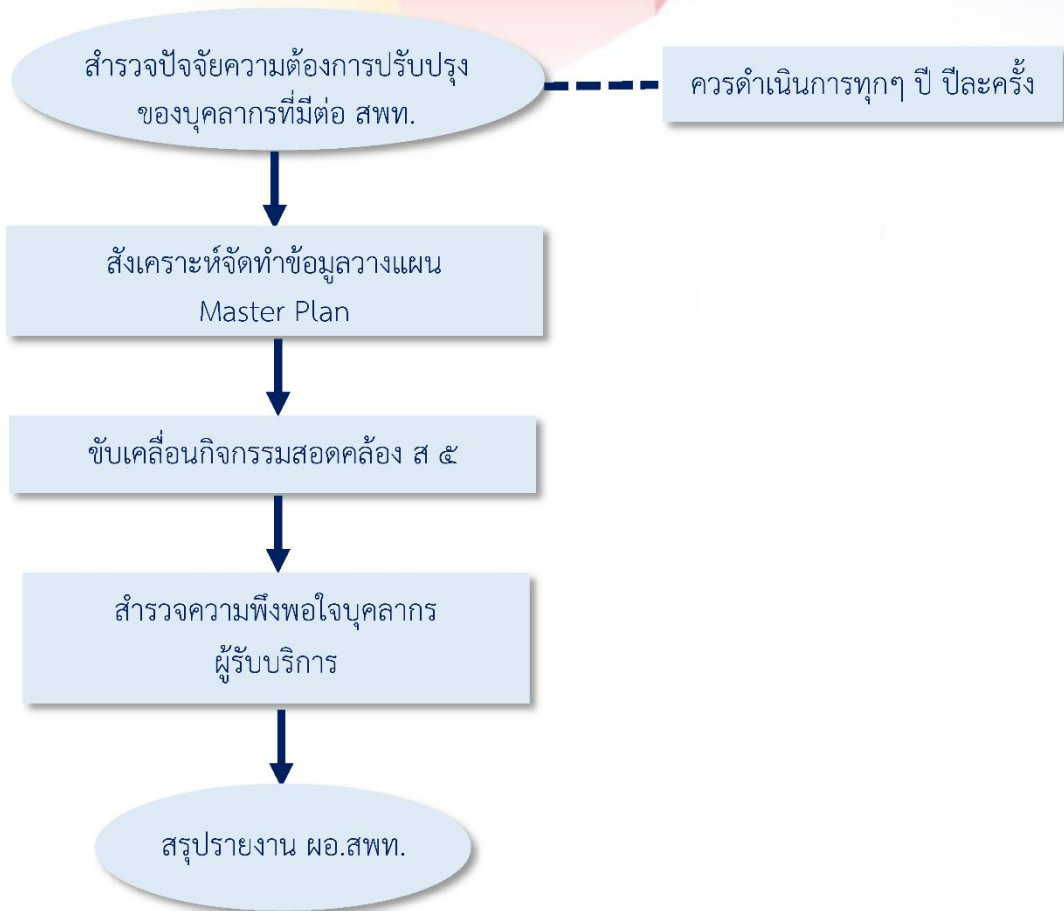 สำรวจปัจจัยความต้องการปรับปรุง
ของบุคลากรที่มีต่อ สพท.
ควรดำเนินการทุกๆ ปี ปีละครั้ง
สังเคราะห์จัดทำข้อมูลวางแผน
Master Plan
ขับเคลื่อนกิจกรรมสอดคล้อง ส ๕
สำรวจความพึงพอใจบุคลากร
ผู้รับบริการ
สรุปรายงาน ผอ.สพท.